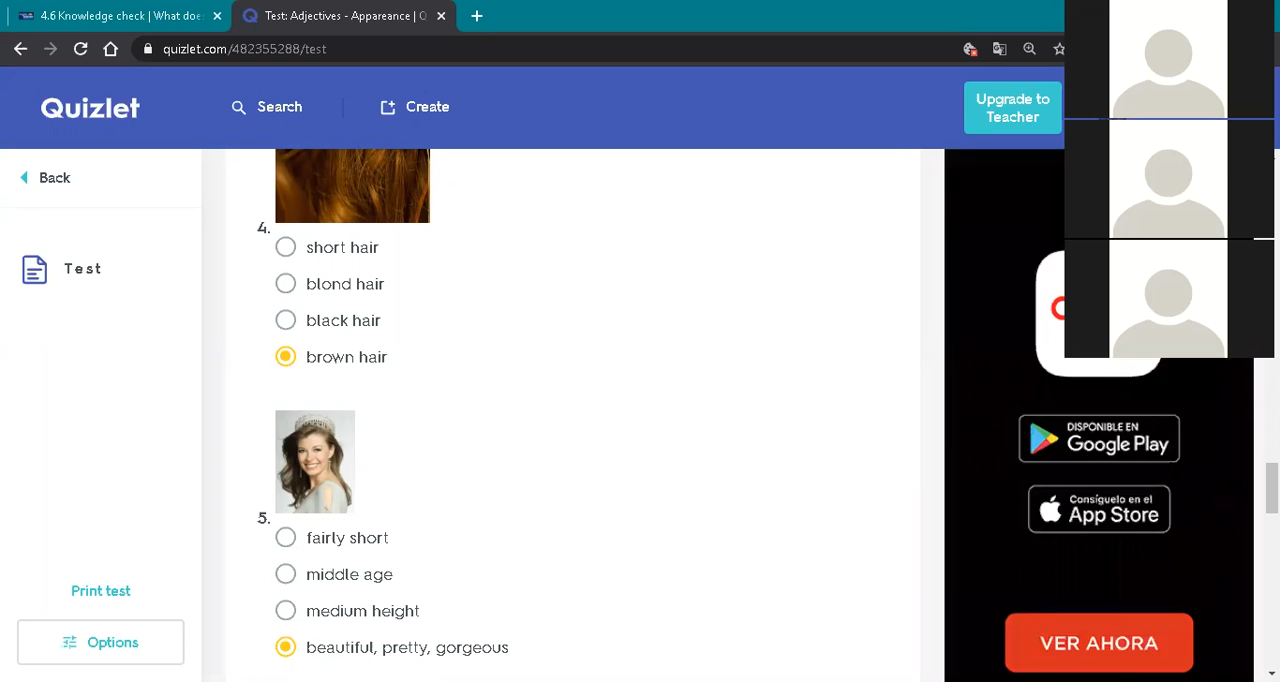 4.6 Knowledge check | What doe
Test: Adjectives - Appareance | Q
quizlet.com/482355288/test
Quizlet
Search
Create
Upgrade to
Teacher
Back
Test
4.
short hair
blond hair
black hair
brown hair
5.
fairly short
middle age
medium height
beautiful, pretty, gorgeous
Print test
Options
DISPONIBLE EN
Google Play
Consíguelo en el
App Store
VER AHORA